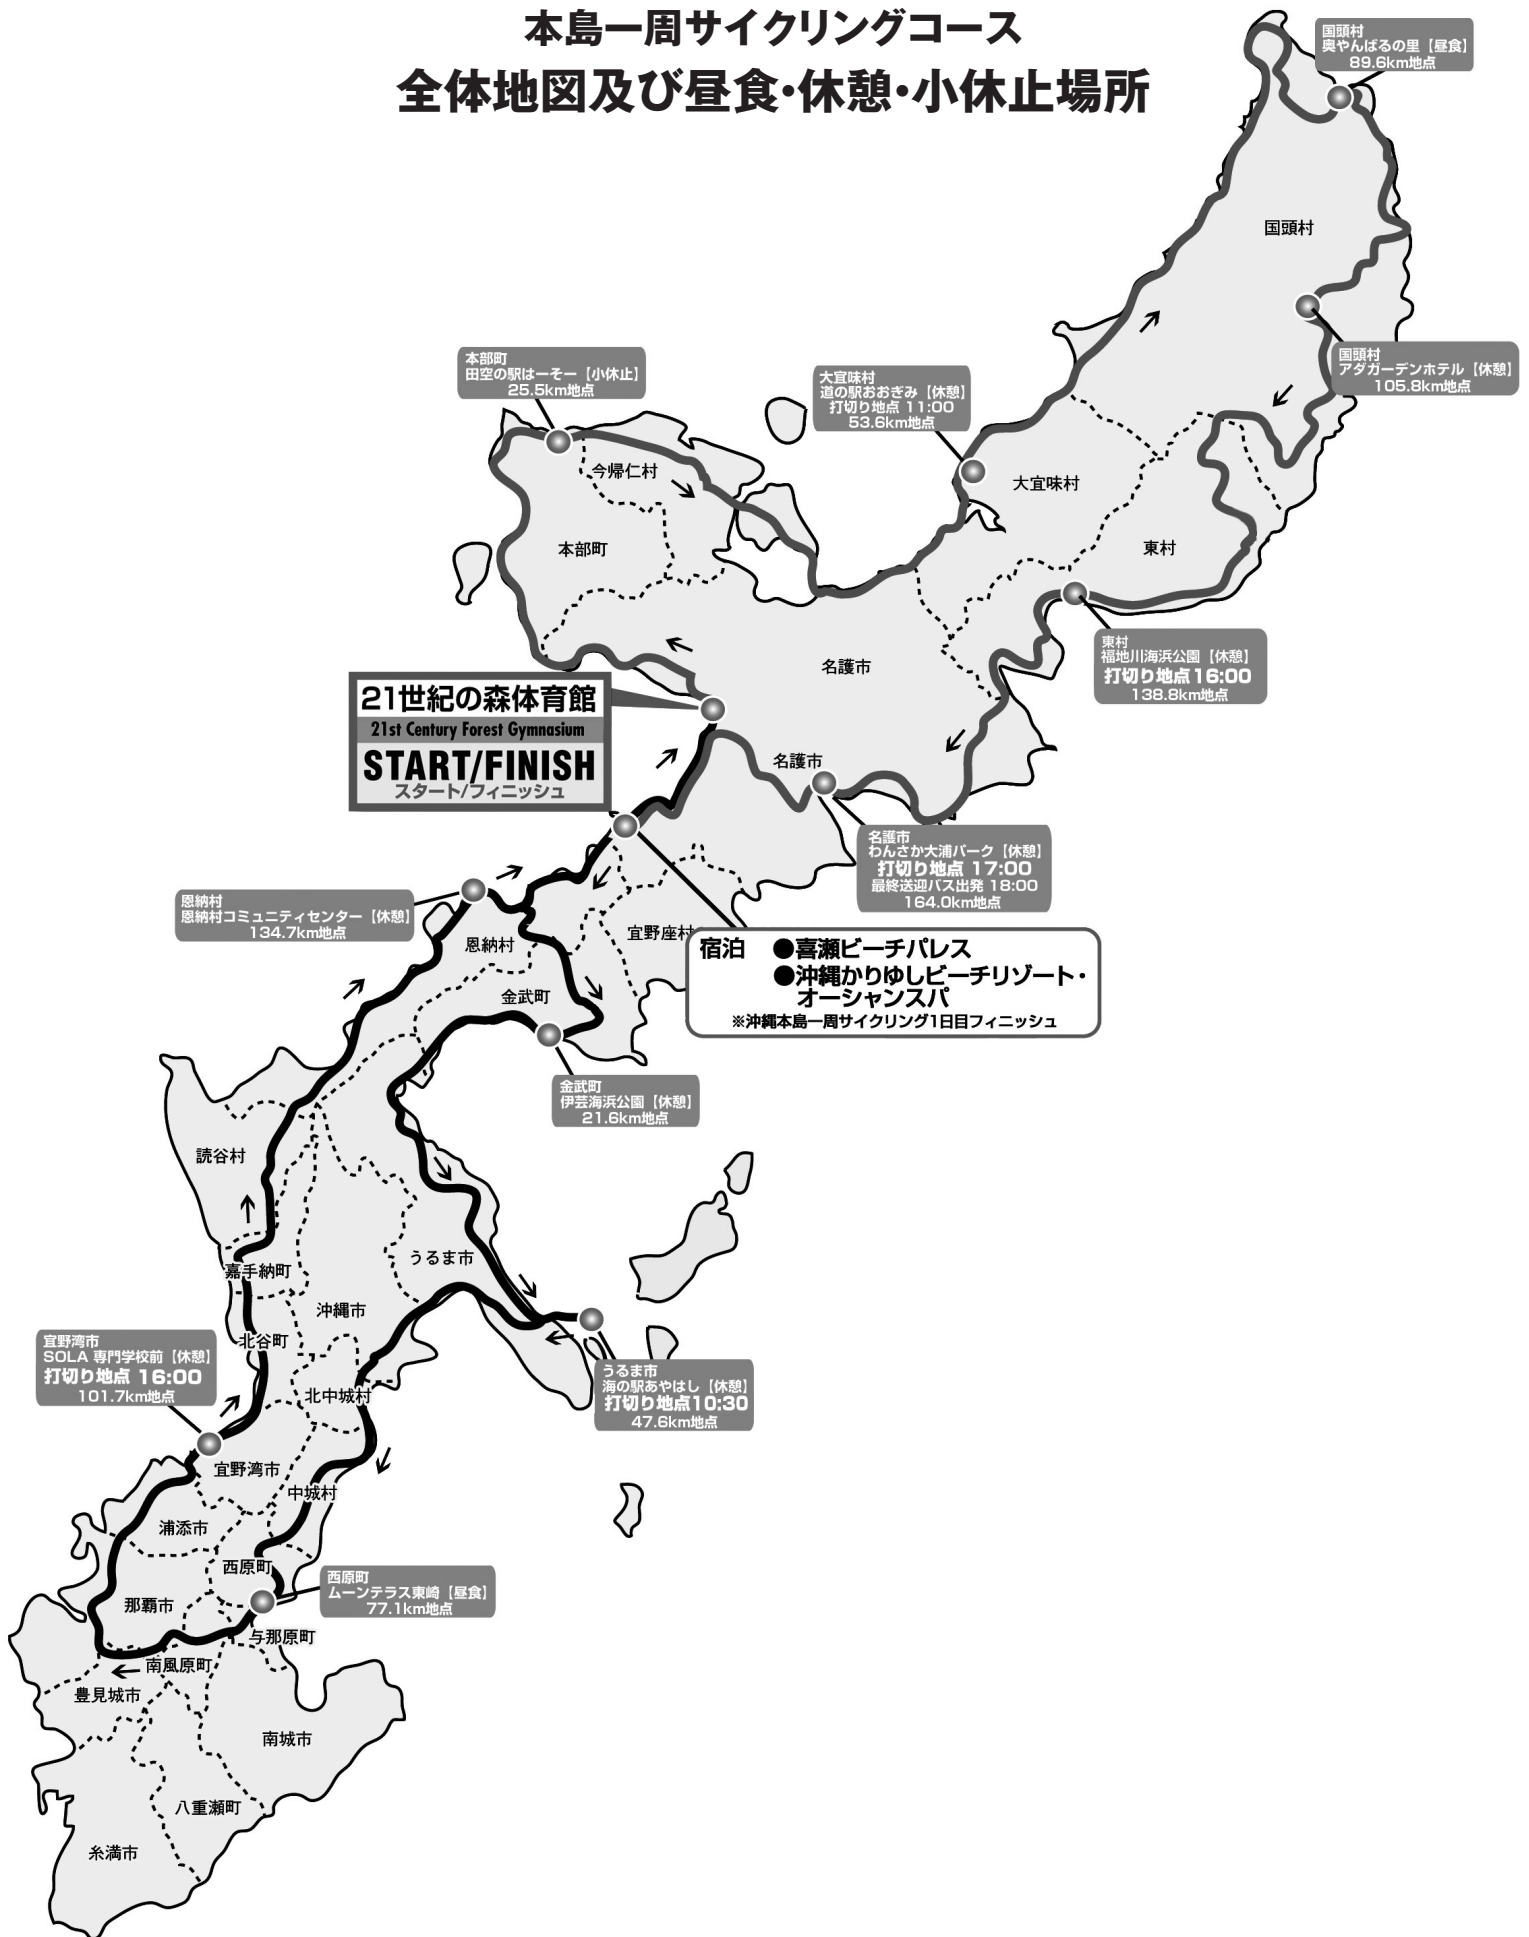 本島一周サイクリングコース
全体地図及び昼食・休憩・小休止場所
国頭村
奥やんばるの里【昼食】
89.6km地点
国頭村
国頭村
アダガーデンホテル【休憩】
105.8km地点
本部町
田空の駅はーそー【小休止】
25.5km地点
大宜味村
道の駅おおぎみ【休憩】
打切り地点 11:00
53.6km地点
今帰仁村
大宜味村
本部町
東村
東村
福地川海浜公園【休憩】
打切り地点16:00
138.8km地点
名護市
21世紀の森体育館
21st Century Forest Gymnasium
START/FINISH
スタート/フィニッシュ
名護市
名護市
わんさか大浦パーク【休憩】
打切り地点 17:00
最終送迎バス出発 18:00
164.0km地点
恩納村
恩納村コミュニティセンター【休憩】
134.7km地点
恩納村
宜野座村
宿泊 ●喜瀬ビーチパレス
●沖縄かりゆしビーチリゾート・
オーシャンスパ
※沖縄本島一周サイクリング1日目フィニッシュ
金武町
金武町
伊芸海浜公園【休憩】
21.6km地点
読谷村
うるま市
嘉手納町
沖縄市
北谷町
宜野湾市
SOLA 専門学校前【休憩】
打切り地点 16:00
101.7km地点
うるま市
海の駅あやはし【休憩】
打切り地点10:30
47.6km地点
北中城村
宜野湾市
中城村
浦添市
西原町
西原町
ムーンテラス東崎【昼食】
77.1km地点
那覇市
与那原町
南風原町
豊見城市
南城市
八重瀬町
糸満市